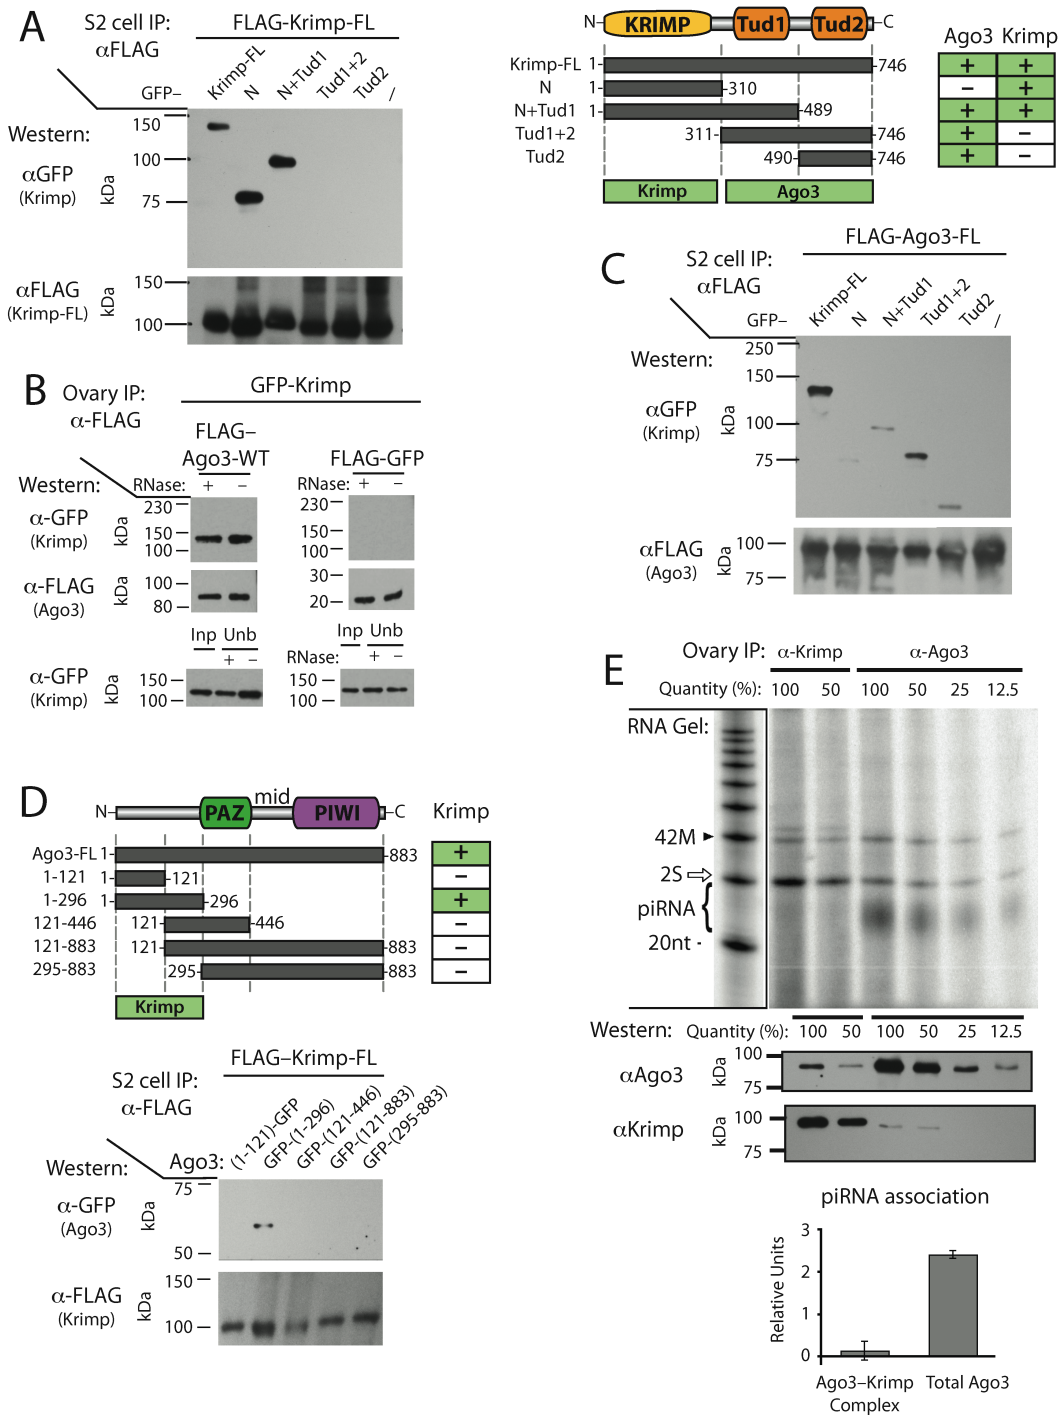 A
S2 cell IP:
αFLAG
FLAG-Krimp-FL
GFP–
Krimp-FL
N
N+Tud1
Tud1+2
Tud2
/
Western:
αGFP
(Krimp)
kDa
150
100
75
αFLAG
(Krimp-FL)
kDa
150
100
N
KRIMP
Tud1
Tud2
C
Ago3 Krimp
Krimp-FL 1 746 + +
N 1 310 – +
N+Tud1 1 489 + +
Tud1+2 311 746 + –
Tud2 490 746 + –
Krimp
Ago3
B
Ovary IP:
α-FLAG
GFP-Krimp
FLAG–
Ago3-WT
FLAG-GFP
Western:
RNase: + –
RNase: + –
α-GFP
(Krimp)
kDa
230
150
100
230
150
100
α-FLAG
(Ago3)
kDa
100
80
30
20
Inp Unb
+ –
Inp Unb
RNase: + –
α-GFP
(Krimp)
kDa
150
100
150
100
C
S2 cell IP:
αFLAG
FLAG-Ago3-FL
GFP–
Krimp-FL
N
N+Tud1
Tud1+2
Tud2
/
Western:
αGFP
(Krimp)
kDa
250
150
100
75
αFLAG
(Ago3)
kDa
100
75
D
N
PAZ
mid
PIWI
C
Krimp
Ago3-FL 1 883 +
1-121 1 121 –
1-296 1 296 +
121-446 121 446 –
121-883 121 883 –
295-883 295 883 –
Krimp
S2 cell IP:
α-FLAG
FLAG–Krimp-FL
Western:
Ago3:
(1-121)-GFP
GFP-(1-296)
GFP-(121-446)
GFP-(121-883)
GFP-(295-883)
α-GFP
(Ago3)
kDa
75
50
α-FLAG
(Krimp)
kDa
150
100
E
Ovary IP: α-Krimp α-Ago3
Quantity (%): 100 50 100 50 25 12.5
RNA Gel:
42M
2S
piRNA
20nt
Western: Quantity (%): 100 50 100 50 25 12.5
αAgo3
kDa
100
75
αKrimp
kDa
100
75
piRNA association
Relative Units
3
2
1
0
Ago3–Krimp
Complex
Total Ago3